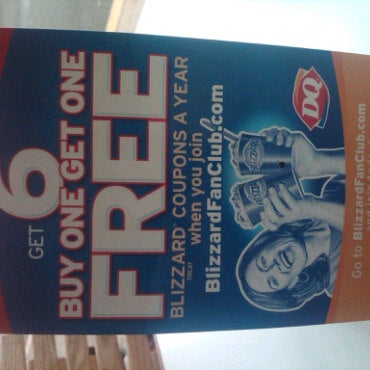 GET 6
BUY ONE GET ONE
FREE
BLIZZARD COUPONS A YEAR
TREAT
when you join
BlizzardFanClub.com
DQ
Go to BlizzardFanClub.com